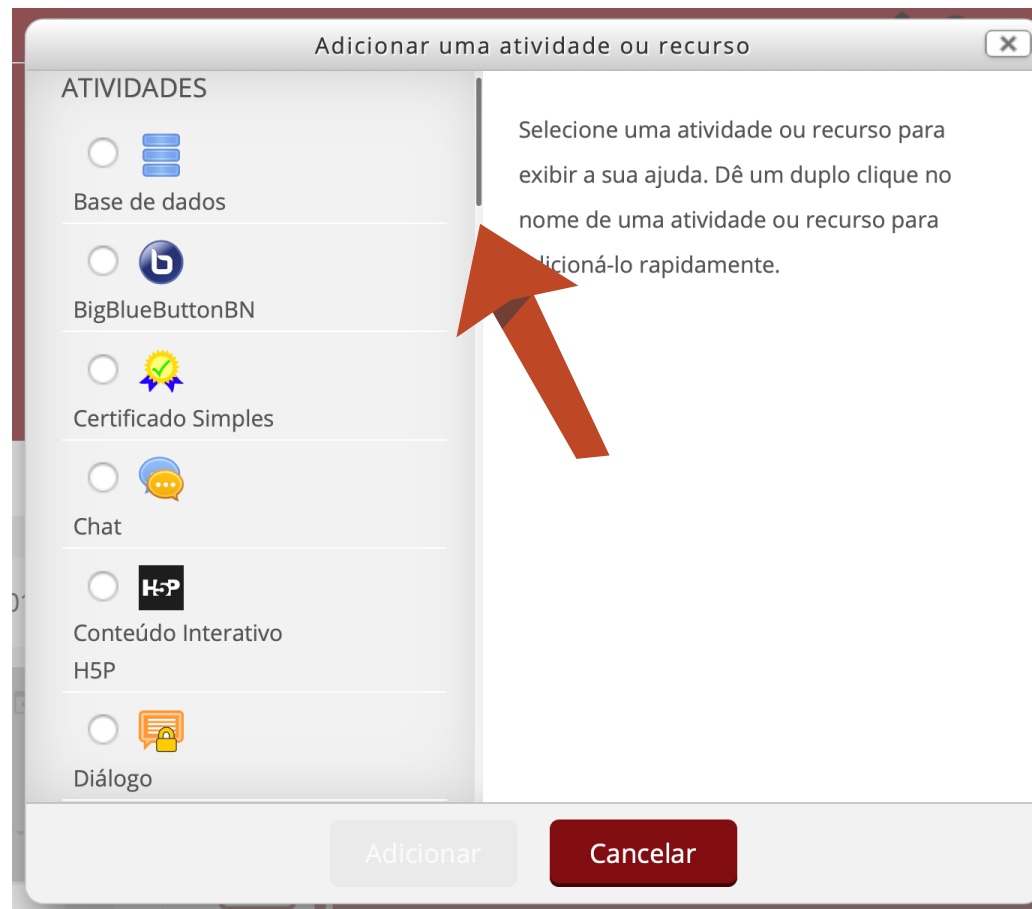 Adicionar uma atividade ou recurso
ATIVIDADES
Base de dados
BigBlueButtonBN
Certificado Simples
Chat
H5P
Conteúdo Interativo
H5P
Diálogo
Selecione uma atividade ou recurso para
exibir a sua ajuda. Dê um duplo clique no
nome de uma atividade ou recurso para
adicioná-lo rapidamente.
Adicionar
Cancelar